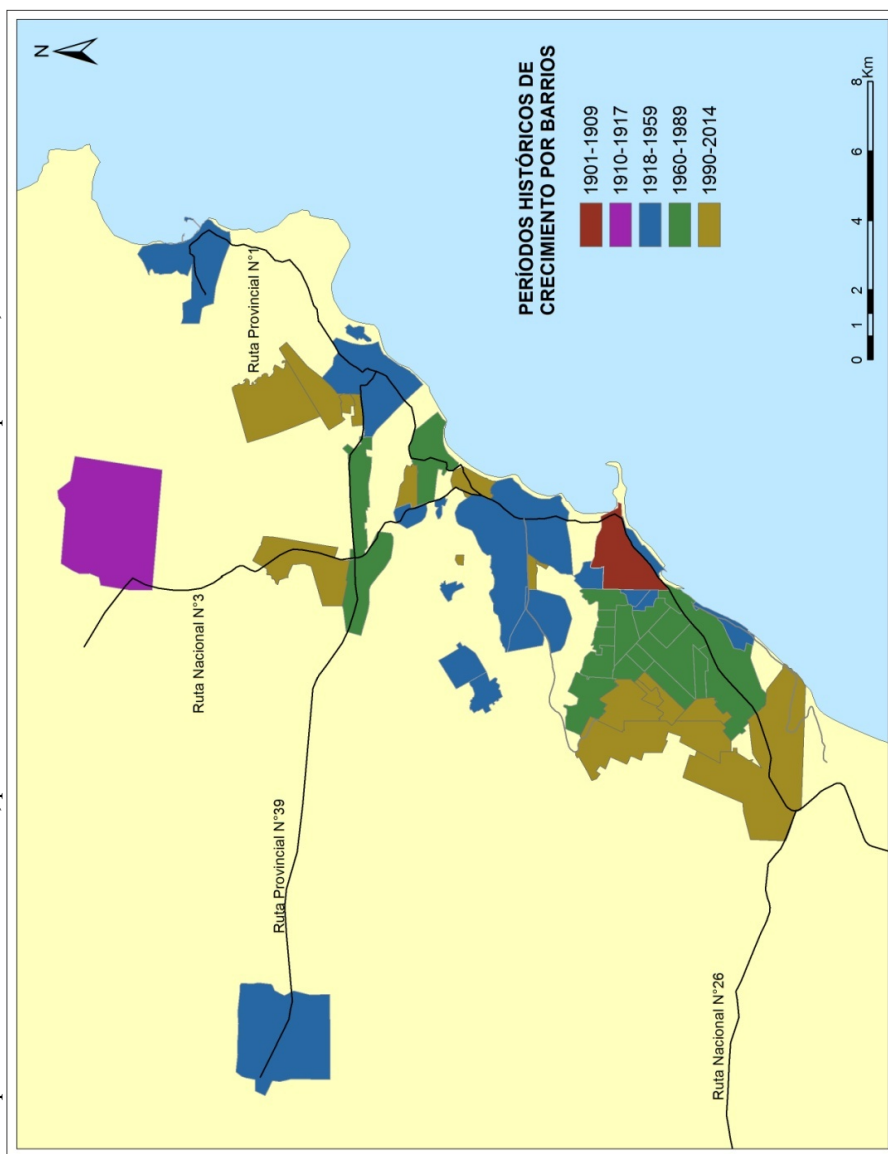 N
Ruta Provincial N°1
Ruta Nacional N°3
Ruta Provincial N°39
Ruta Nacional N°26
PERÍODOS HISTÓRICOS DE
CRECIMIENTO POR BARRIOS
1901-1909
1910-1917
1918-1959
1960-1989
1990-2014
0 1 2 4 6 8
Km